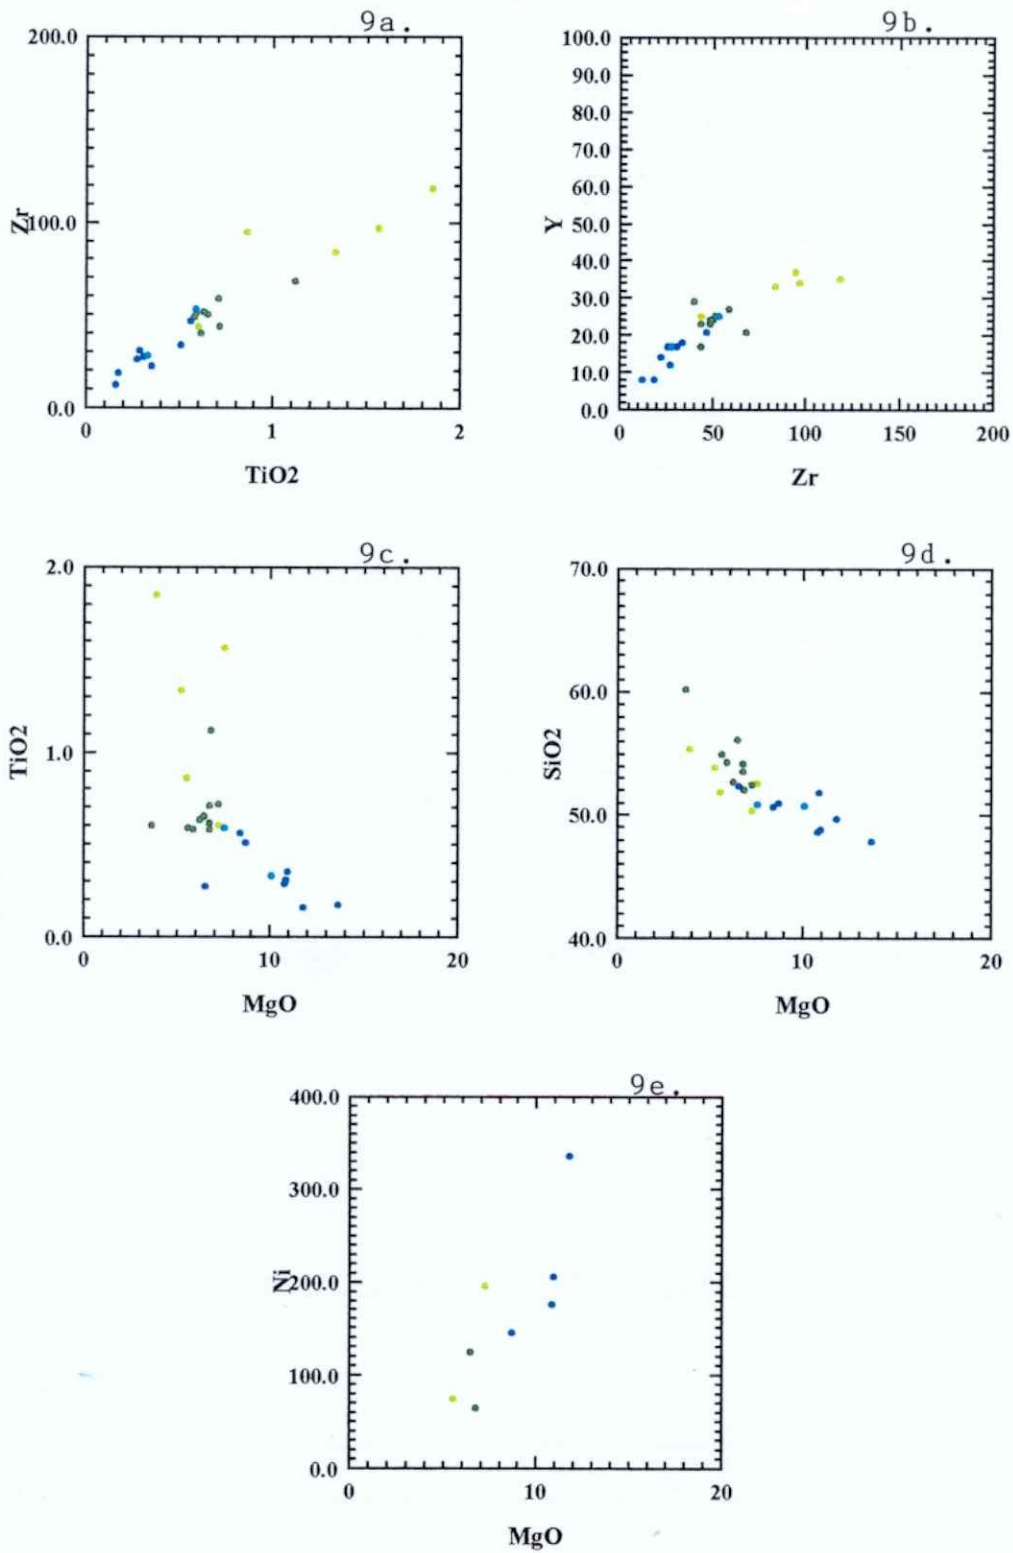 9a. 9b.
200.0 100.0
90.0
80.0
70.0
60.0
Zr 100.0 Y 50.0
40.0
30.0
20.0
10.0
0.0 0.0
0 1 2 0 50 100 150 200
TiO2 Zr
9c. 9d.
2.0 70.0
60.0
TiO2 1.0 SiO2
50.0
0.0 40.0
0 10 20 0 10 20
MgO MgO
9e.
400.0
300.0
Ni 200.0
100.0
0.0
0 10 20
MgO